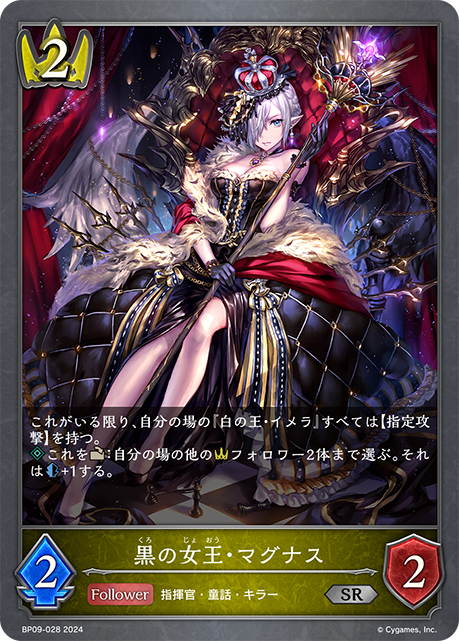 2
これがいる限り、自分の場の『白の王・イメラ』すべては【指定攻
撃】を持つ。
これを:自分の場の他のフォロワー2体まで選ぶ。それ
は+1する。
くろ じょ おう
黒の女王・マグナス
2
Follower 指揮官・童話・キラー
SR
2
BP09-028 2024
© Cygames, Inc.